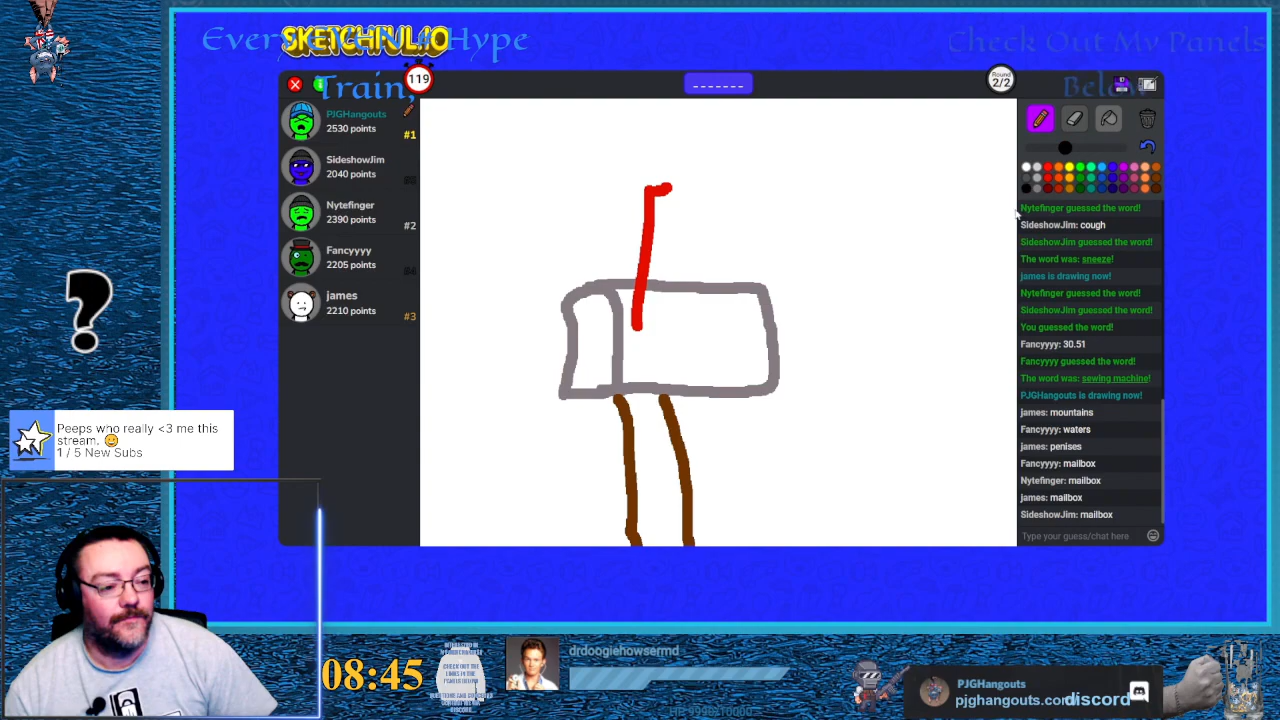 Everyone Hype
Check Out My Panels
SKETCHFUL.IO
Train,
119
_______
Round
2/2
Below
PJGHangouts
2530 points
#1
SideshowJim
2040 points
Nytefinger
2390 points
#2
Fancyyyy
2205 points
james
2210 points
#3
Nytefinger guessed the word!
SideshowJim: cough
SideshowJim guessed the word!
The word was: sneeze!
james is drawing now!
Nytefinger guessed the word!
SideshowJim guessed the word!
You guessed the word!
Fancyyyy: 30.51
Fancyyyy guessed the word!
The word was: sewing machine!
PJGHangouts is drawing now!
james: mountains
Fancyyyy: waters
james: penises
Fancyyyy: mailbox
Nytefinger: mailbox
james: mailbox
SideshowJim: mailbox
Type your guess/chat here
?
Peeps who really <3 me this
stream. 😀
1 / 5 New Subs
08:45
drdoogiehowsermd
PJGHangouts
pjghangouts.com/discord